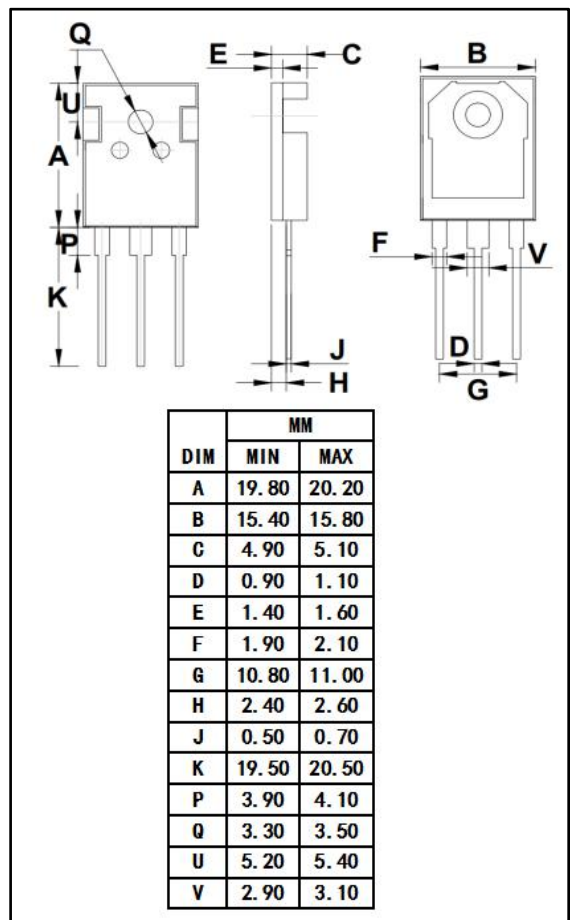 Q
E C B
U
A
P
K
F V
J
H
D
G
MM
DIM MIN MAX
A 19.80 20.20
B 15.40 15.80
C 4.90 5.10
D 0.90 1.10
E 1.40 1.60
F 1.90 2.10
G 10.80 11.00
H 2.40 2.60
J 0.50 0.70
K 19.50 20.50
P 3.90 4.10
Q 3.30 3.50
U 5.20 5.40
V 2.90 3.10